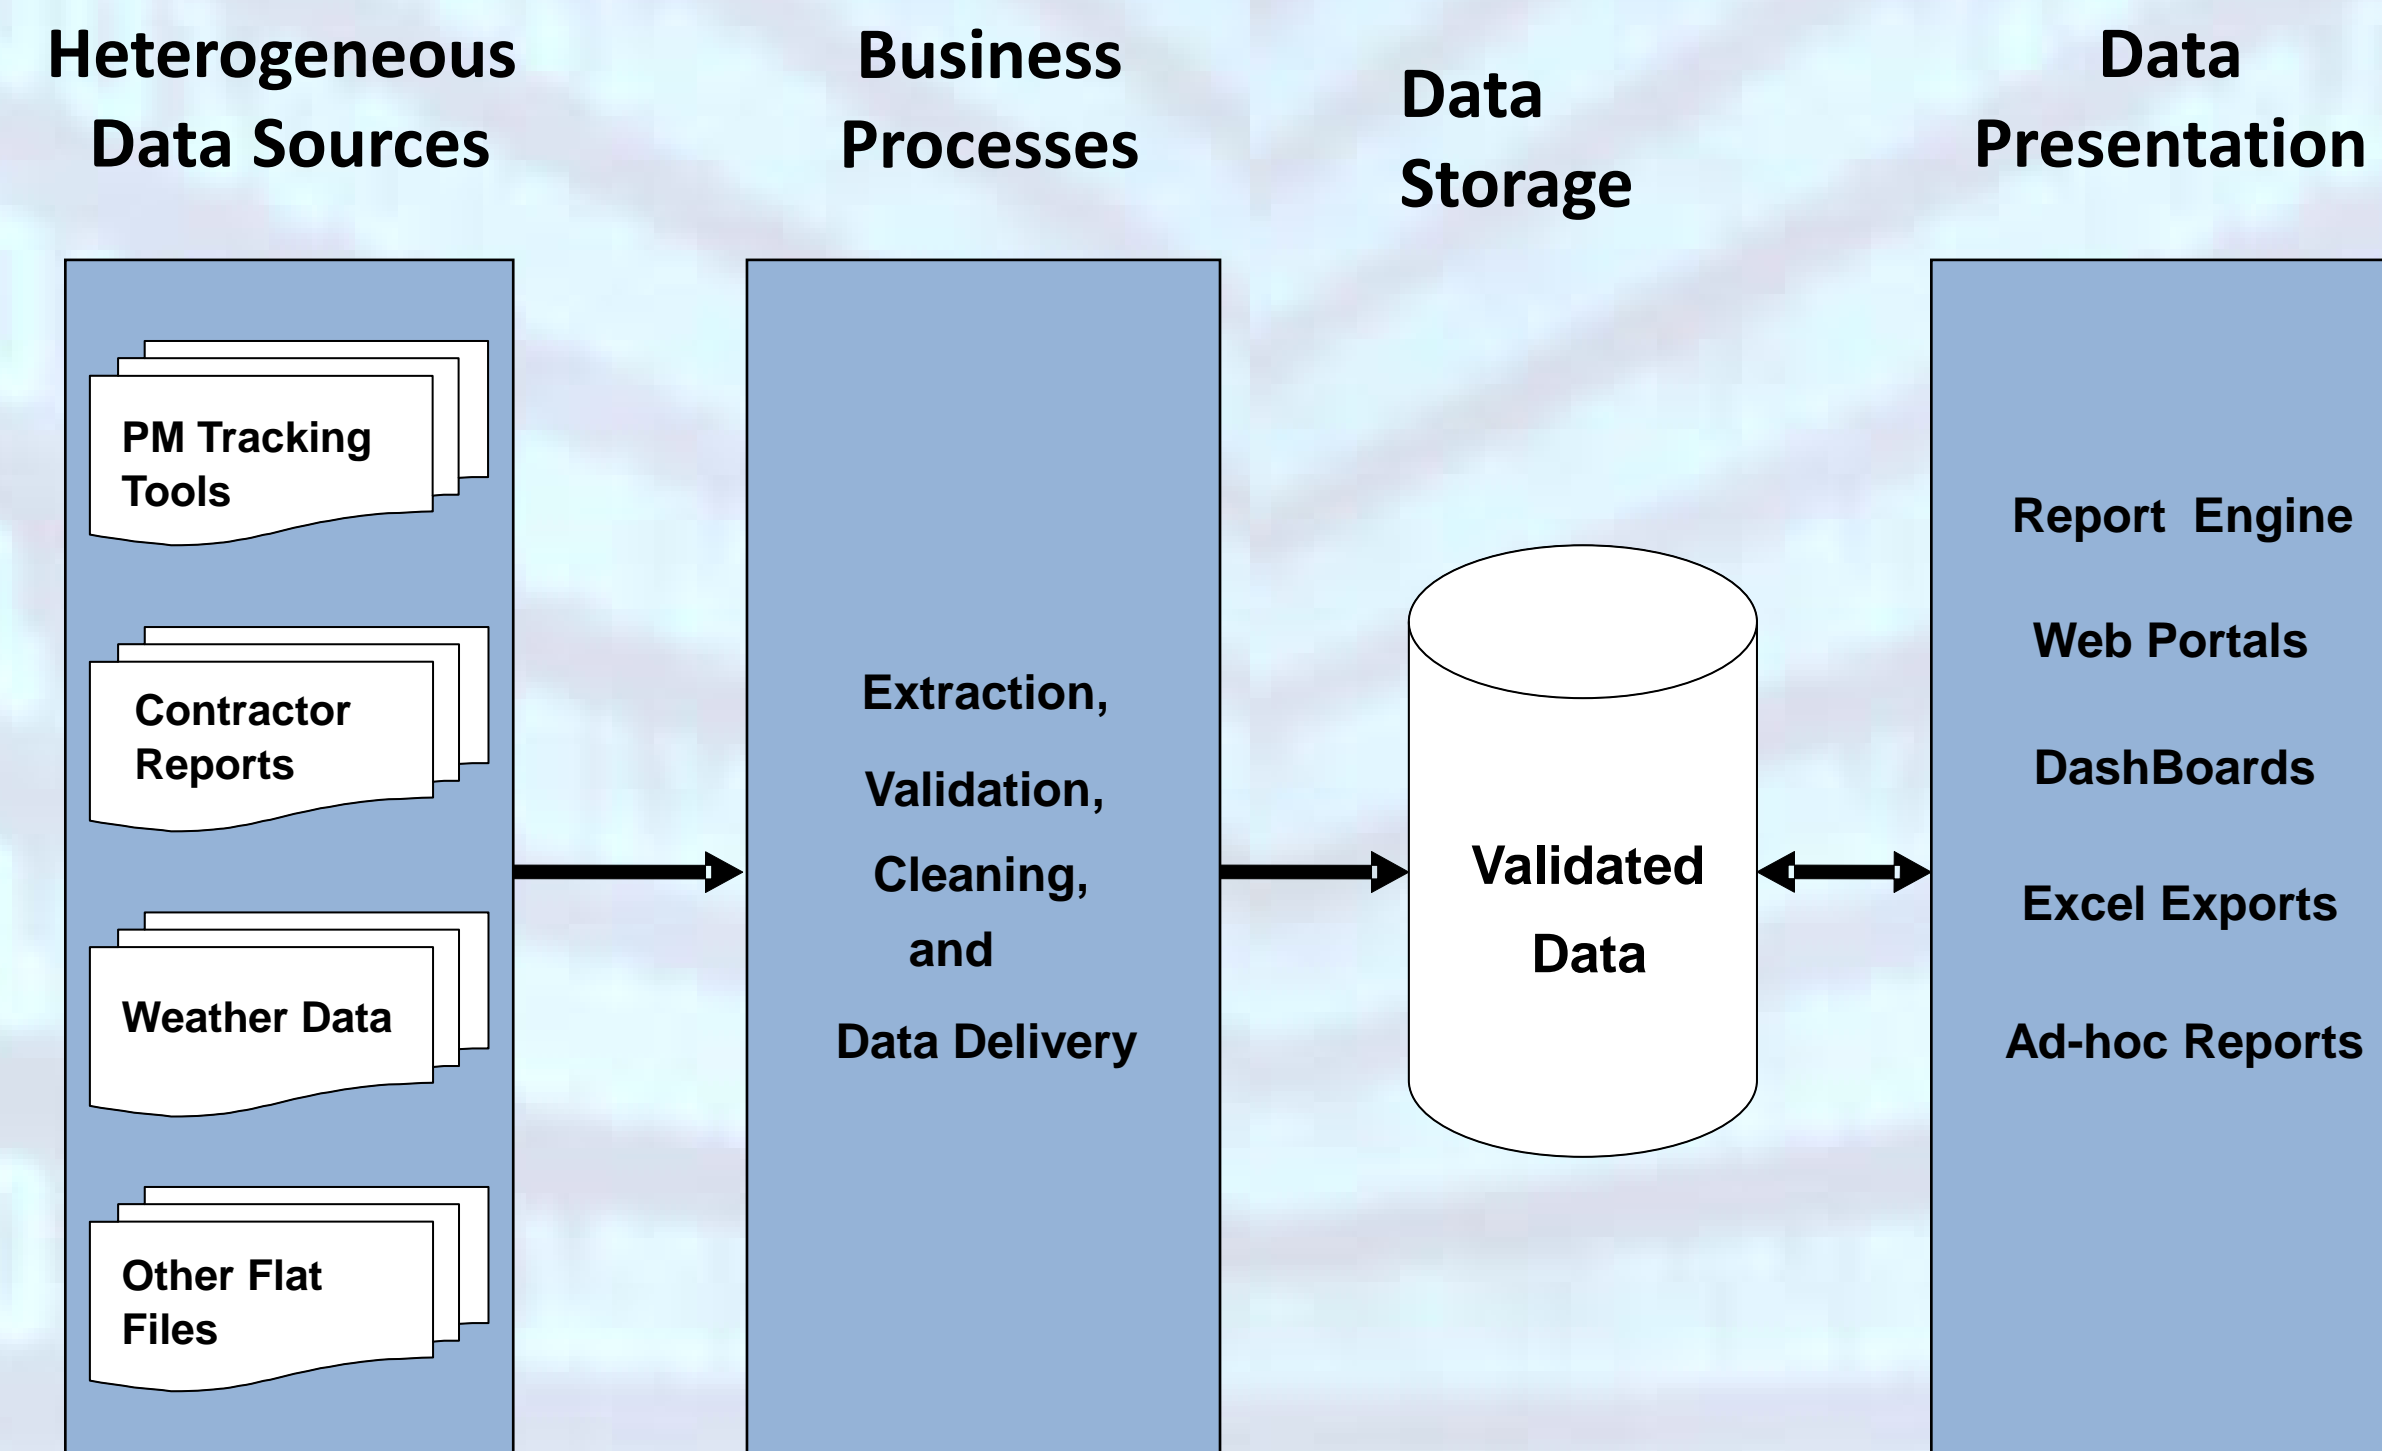 Heterogeneous
Data Sources
Business
Processes
Data
Storage
Data
Presentation
PM Tracking
Tools
Contractor
Reports
Weather Data
Other Flat
Files
Extraction,
Validation,
Cleaning,
and
Data Delivery
Validated
Data
Report Engine
Web Portals
DashBoards
Excel Exports
Ad-hoc Reports